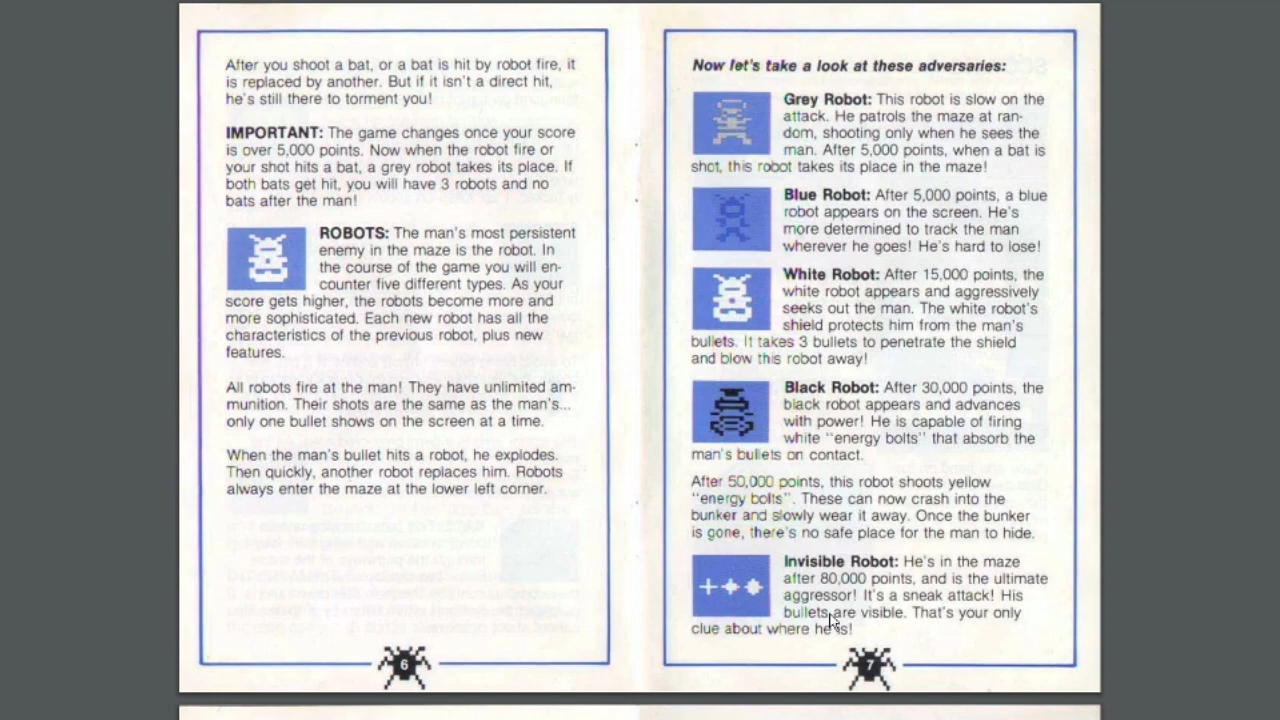 After you shoot a bat, or a bat is hit by robot fire, it
is replaced by another. But if it isn't a direct hit,
he's still there to torment you!
IMPORTANT: The game changes once your score
is over 5,000 points. Now when the robot fire or
your shot hits a bat, a grey robot takes its place. If
both bats get hit, you will have 3 robots and no
bats after the man!
ROBOTS: The man's most persistent
enemy in the maze is the robot. In
the course of the game you will en-
counter five different types. As your
score gets higher, the robots become more and
more sophisticated. Each new robot has all the
characteristics of the previous robot, plus new
features.
All robots fire at the man! They have unlimited am-
munition. Their shots are the same as the man's...
only one bullet shows on the screen at a time.
When the man's bullet hits a robot, he explodes.
Then quickly, another robot replaces him. Robots
always enter the maze at the lower left corner.
6
Now let's take a look at these adversaries:
Grey Robot: This robot is slow on the
attack. He patrols the maze at ran-
dom, shooting only when he sees the
man. After 5,000 points, when a bat is
shot, this robot takes its place in the maze!
Blue Robot: After 5,000 points, a blue
robot appears on the screen. He's
more determined to track the man
wherever he goes! He's hard to lose!
White Robot: After 15,000 points, the
white robot appears and aggressively
seeks out the man. The white robot's
shield protects him from the man's
bullets. It takes 3 bullets to penetrate the shield
and blow this robot away!
Black Robot: After 30,000 points, the
black robot appears and advances
with power! He is capable of firing
white "energy bolts" that absorb the
man's bullets on contact.
After 50,000 points, this robot shoots yellow
"energy bolts". These can now crash into the
bunker and slowly wear it away. Once the bunker
is gone, there's no safe place for the man to hide.
Invisible Robot: He's in the maze
after 80,000 points, and is the ultimate
aggressor! It's a sneak attack! His
bullets are visible. That's your only
clue about where he is!
7